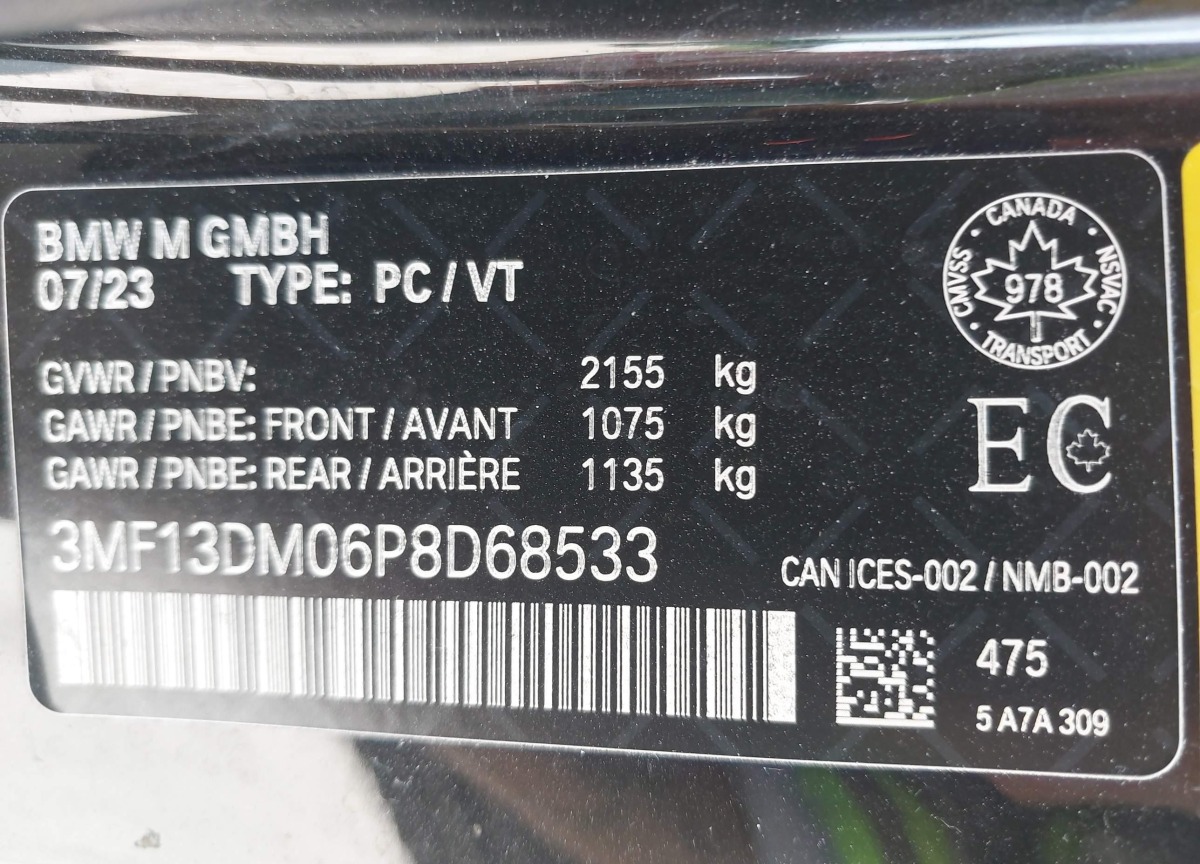 BMW M GMBH
07/23 TYPE: PC / VT
GVWR / PNBV: 2155 kg
GAWR / PNBE: FRONT / AVANT 1075 kg
GAWR / PNBE: REAR / ARRIÈRE 1135 kg
3MF13DM06P8D68533
CANADA
CMVSS 978 NSVAC
TRANSPORT
EC
CAN ICES-002 / NMB-002
475
5 A7A 309